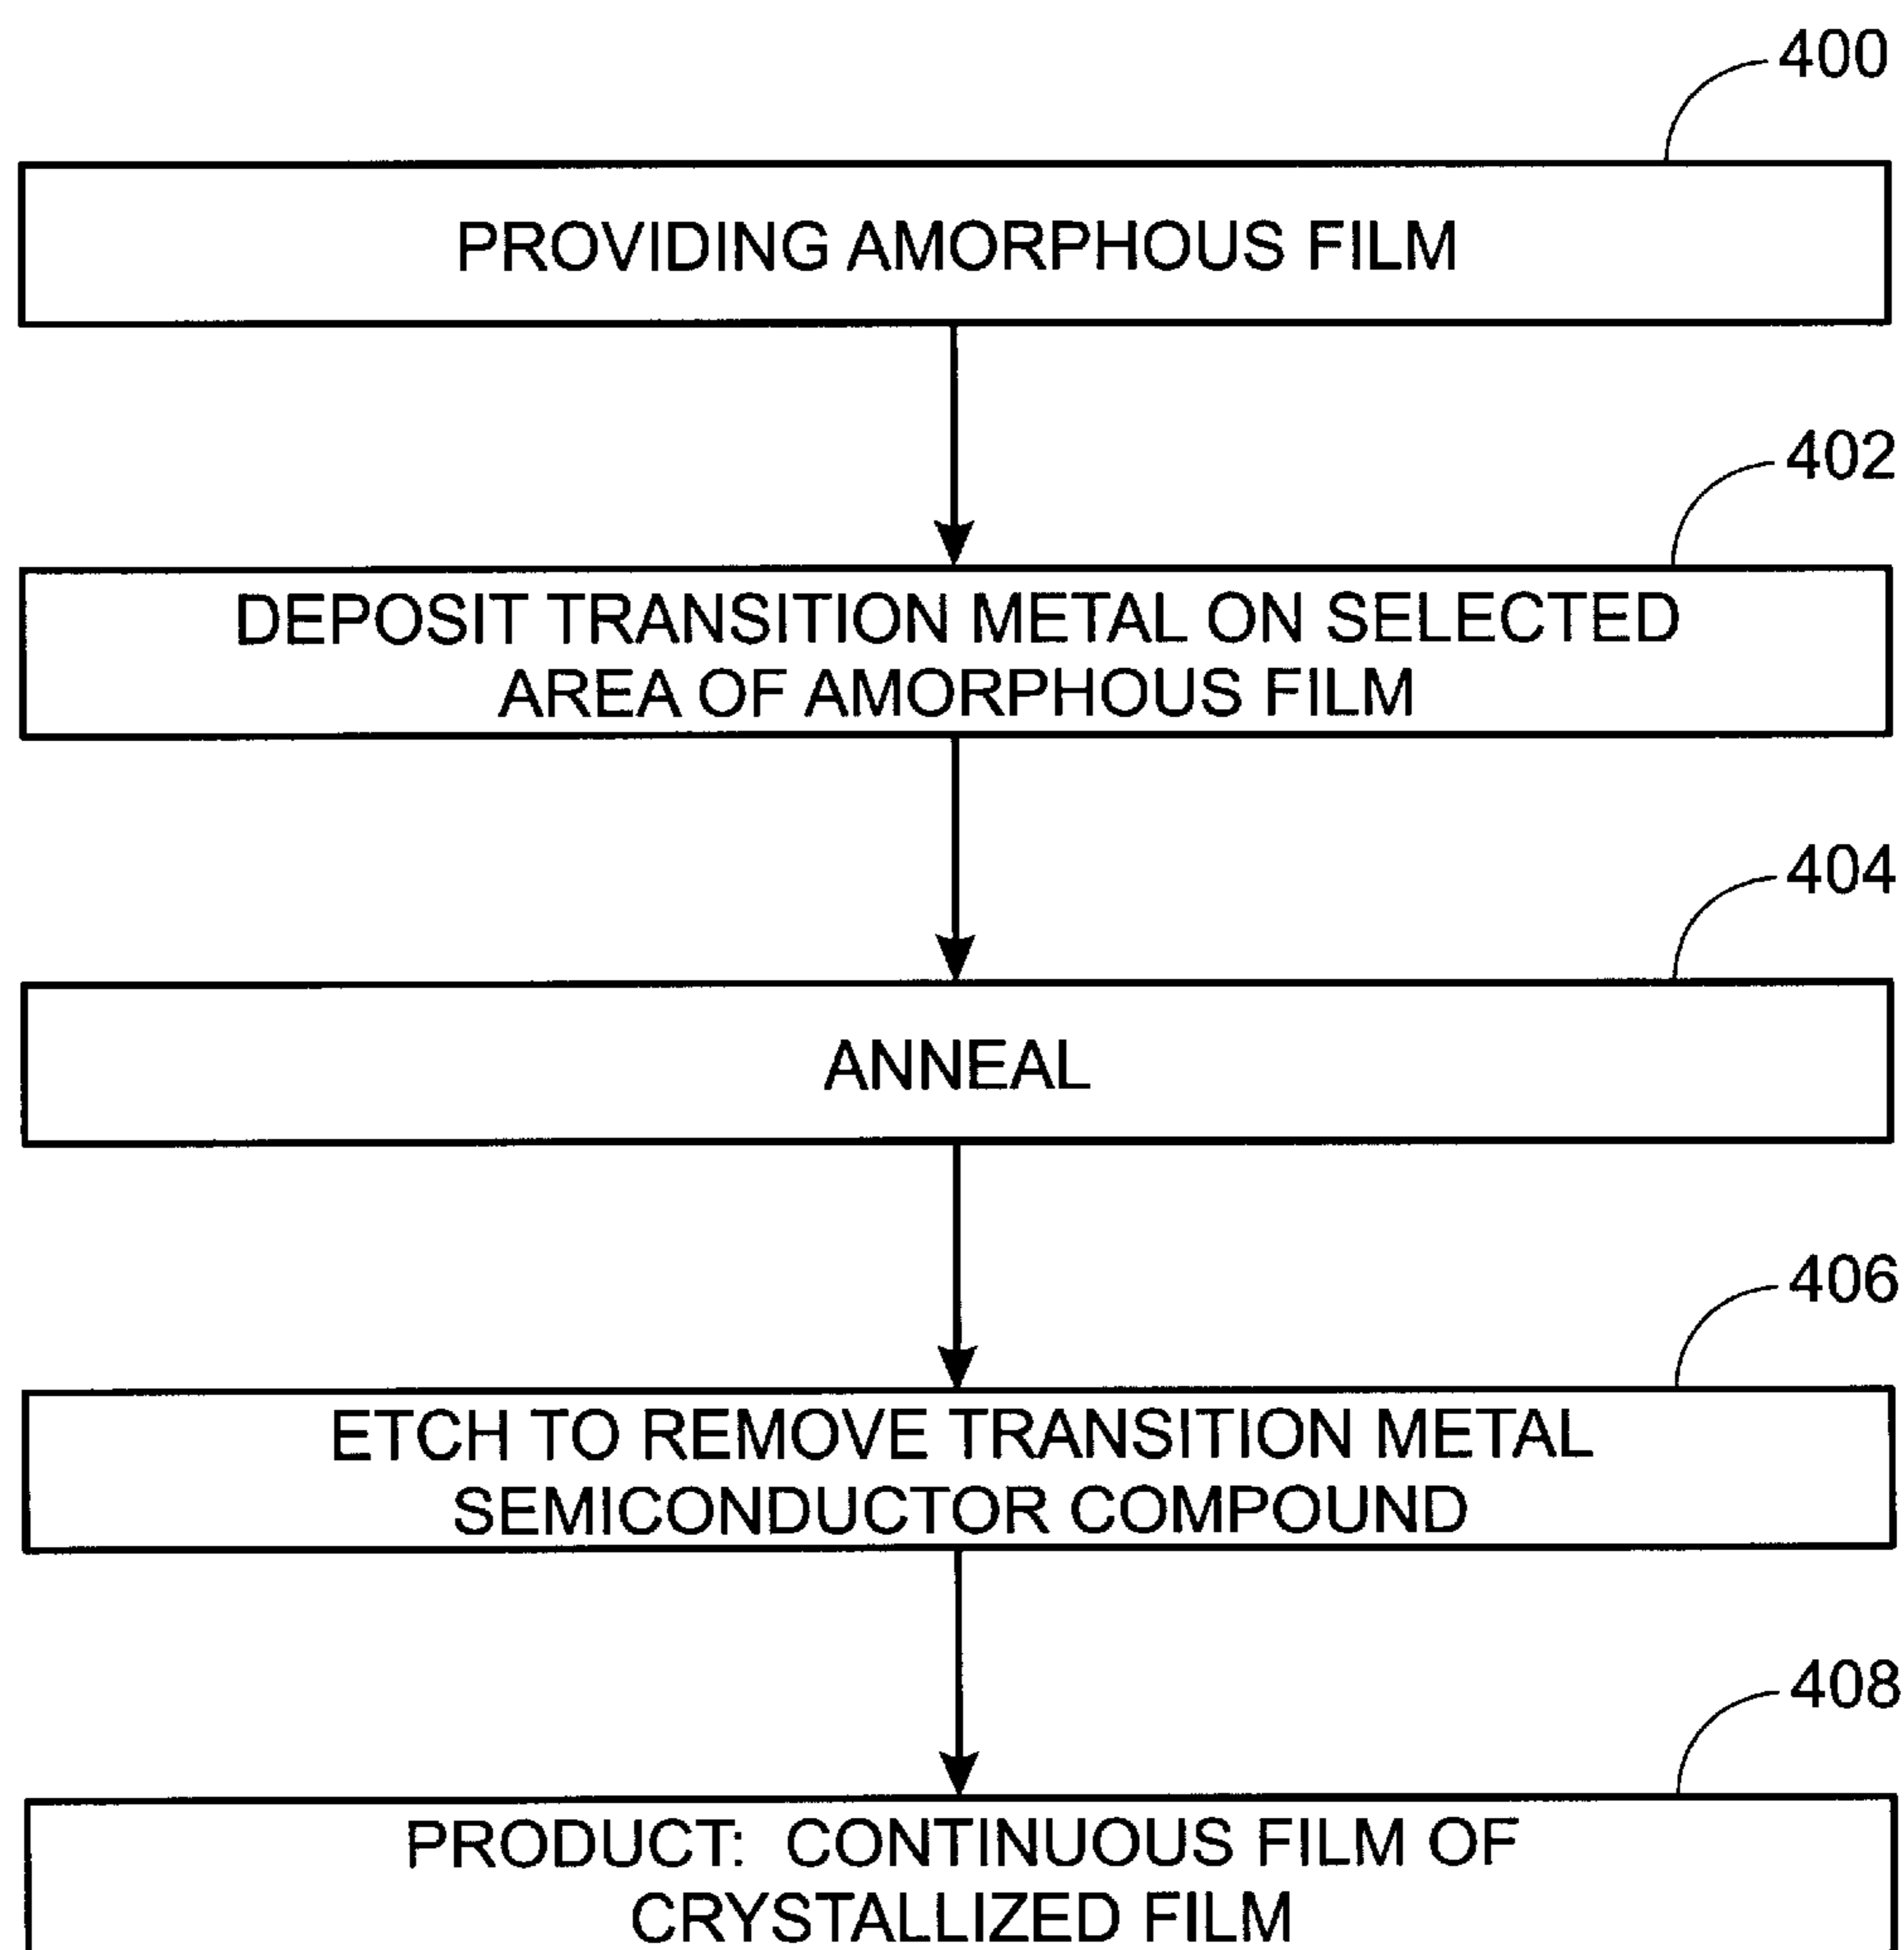 400
PROVIDING AMORPHOUS FILM
402
DEPOSIT TRANSITION METAL ON SELECTED
AREA OF AMORPHOUS FILM
404
ANNEAL
406
ETCH TO REMOVE TRANSITION METAL
SEMICONDUCTOR COMPOUND
408
PRODUCT: CONTINUOUS FILM OF
CRYSTALLIZED FILM